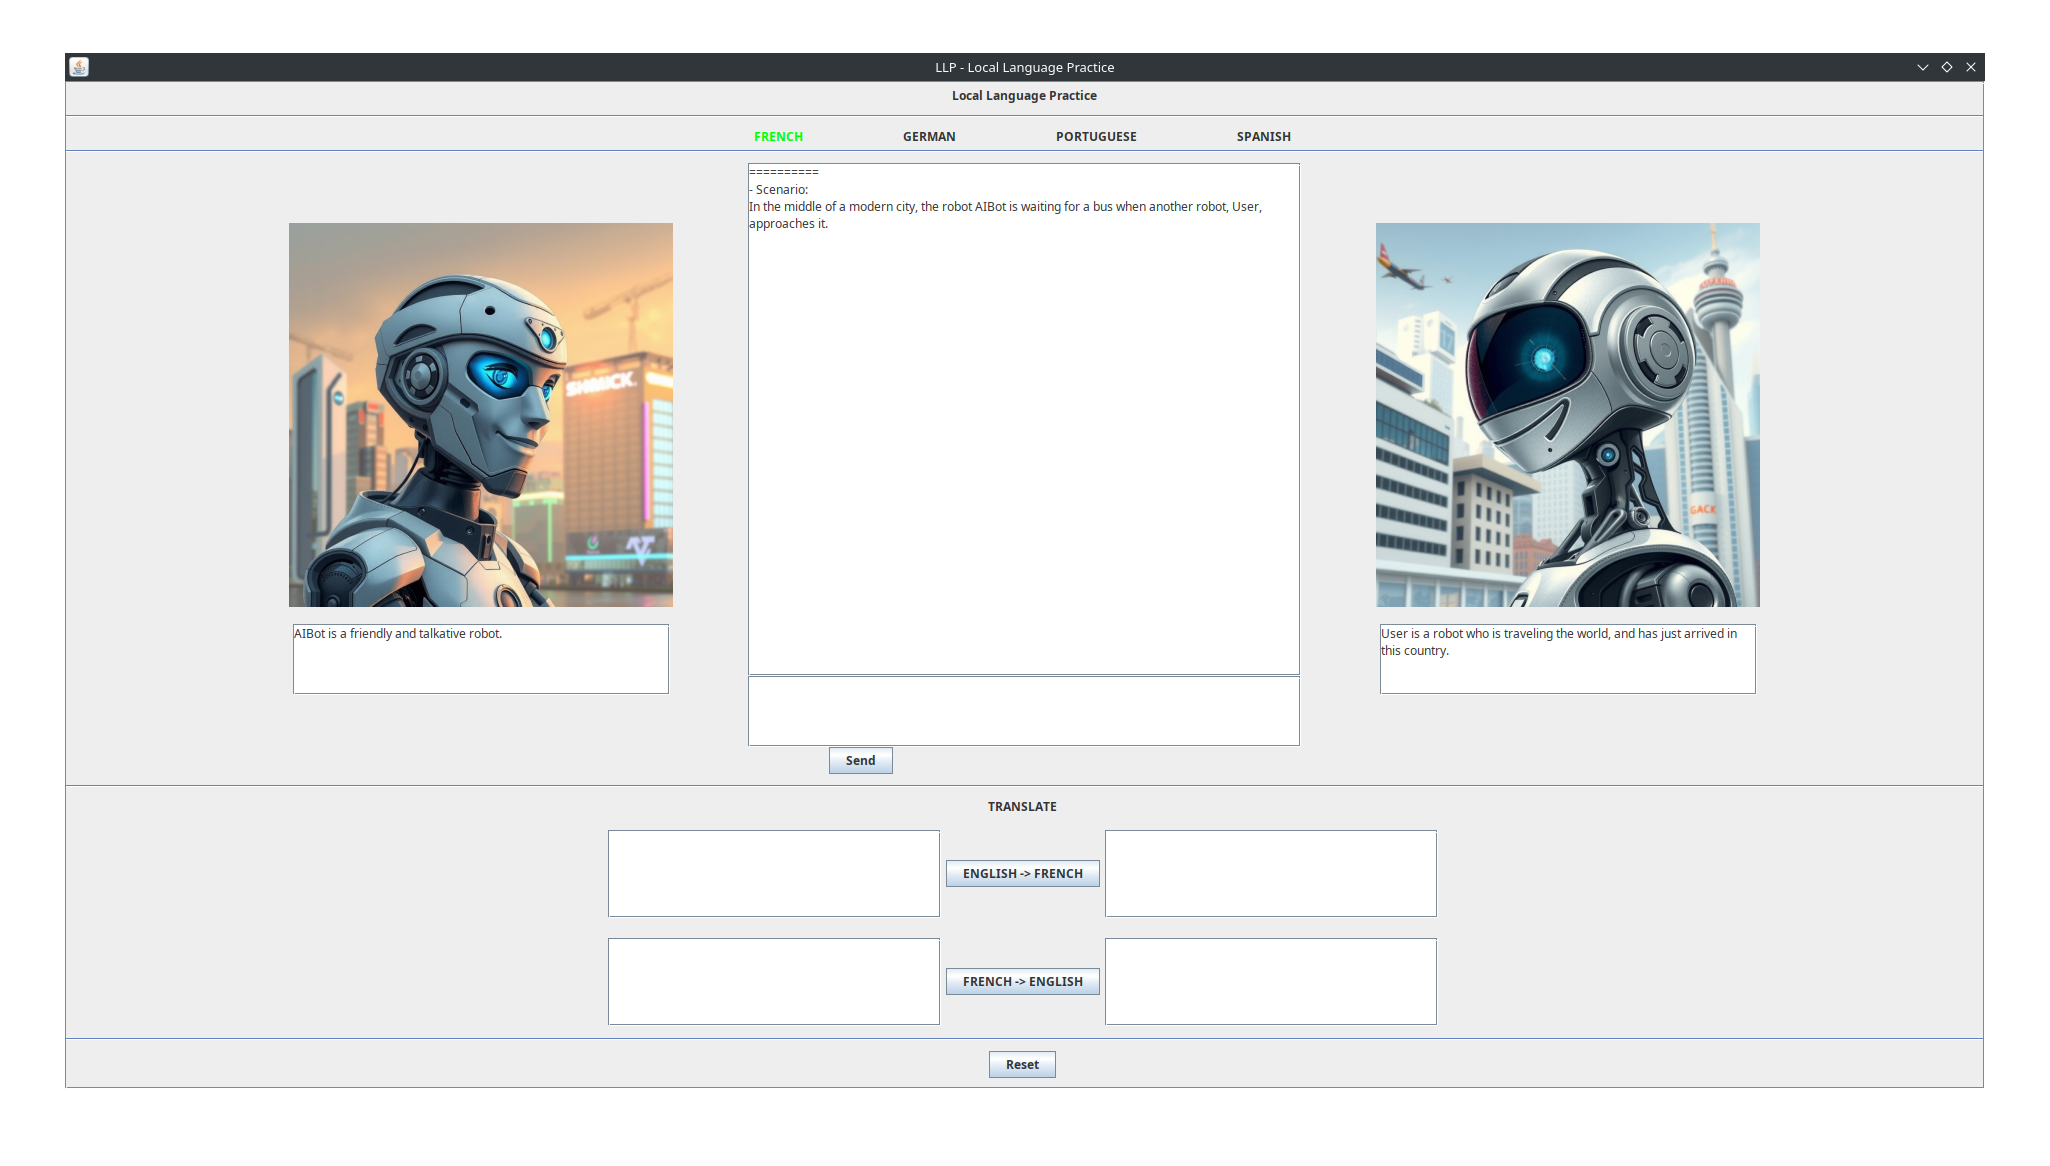 LLP - Local Language Practice
Local Language Practice
FRENCH GERMAN PORTUGUESE SPANISH
==========
- Scenario:
In the middle of a modern city, the robot AIBot is waiting for a bus when another robot, User,
approaches it.
AIBot is a friendly and talkative robot.
User is a robot who is traveling the world, and has just arrived in
this country.
GACK
Send
TRANSLATE
ENGLISH -> FRENCH
FRENCH -> ENGLISH
Reset